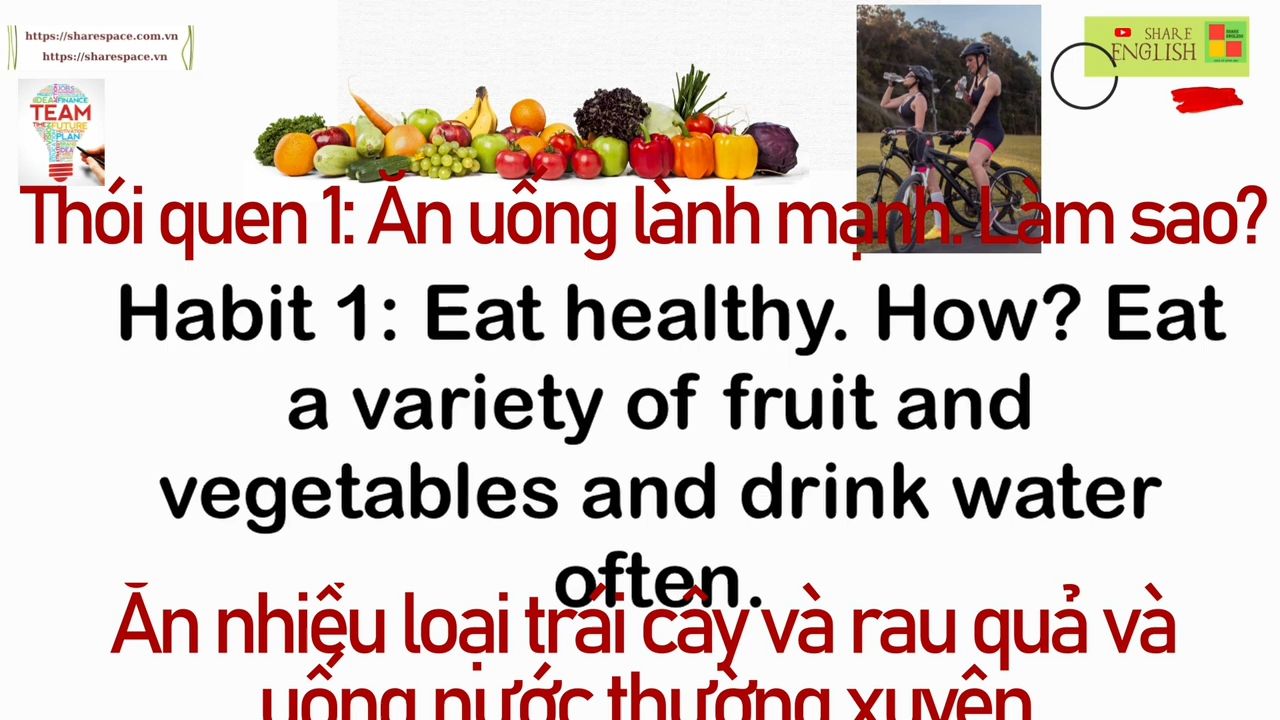 https://sharespace.com.vn
https://sharespace.vn
SHARE
ENGLISH
TEAM
PLAN
Thói quen 1: Ăn uống lành mạnh. Làm sao?
Habit 1: Eat healthy. How? Eat
a variety of fruit and
vegetables and drink water
often.
Ăn nhiều loại trái cây và rau quả và
uống nước thường xuyên